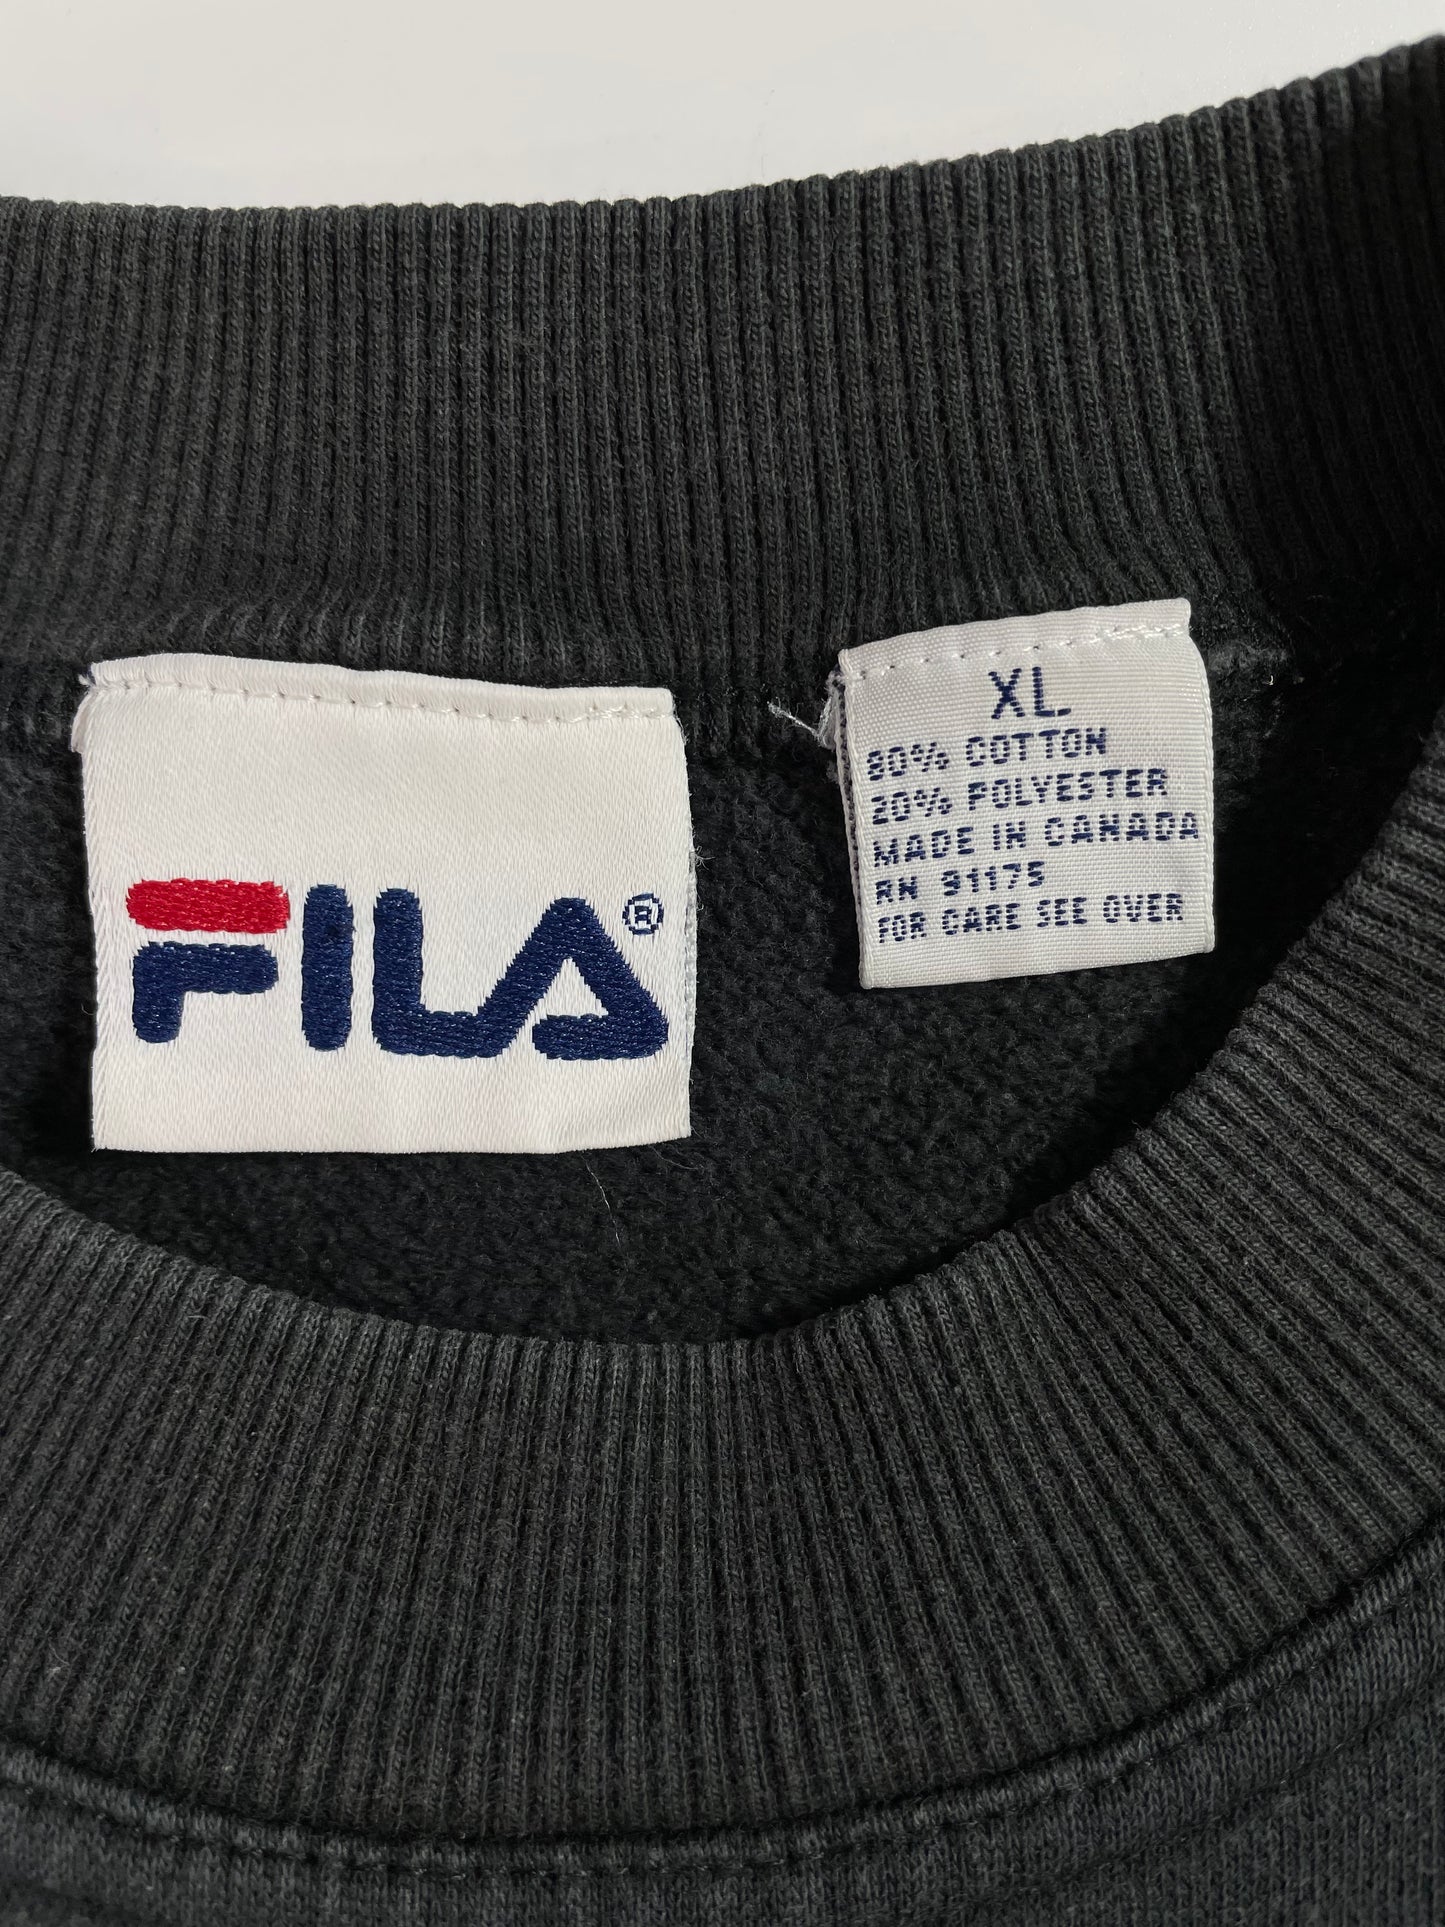 FILA®
XL
80% COTTON
20% POLYESTER
MADE IN CANADA
RN 91175
FOR CARE SEE OVER